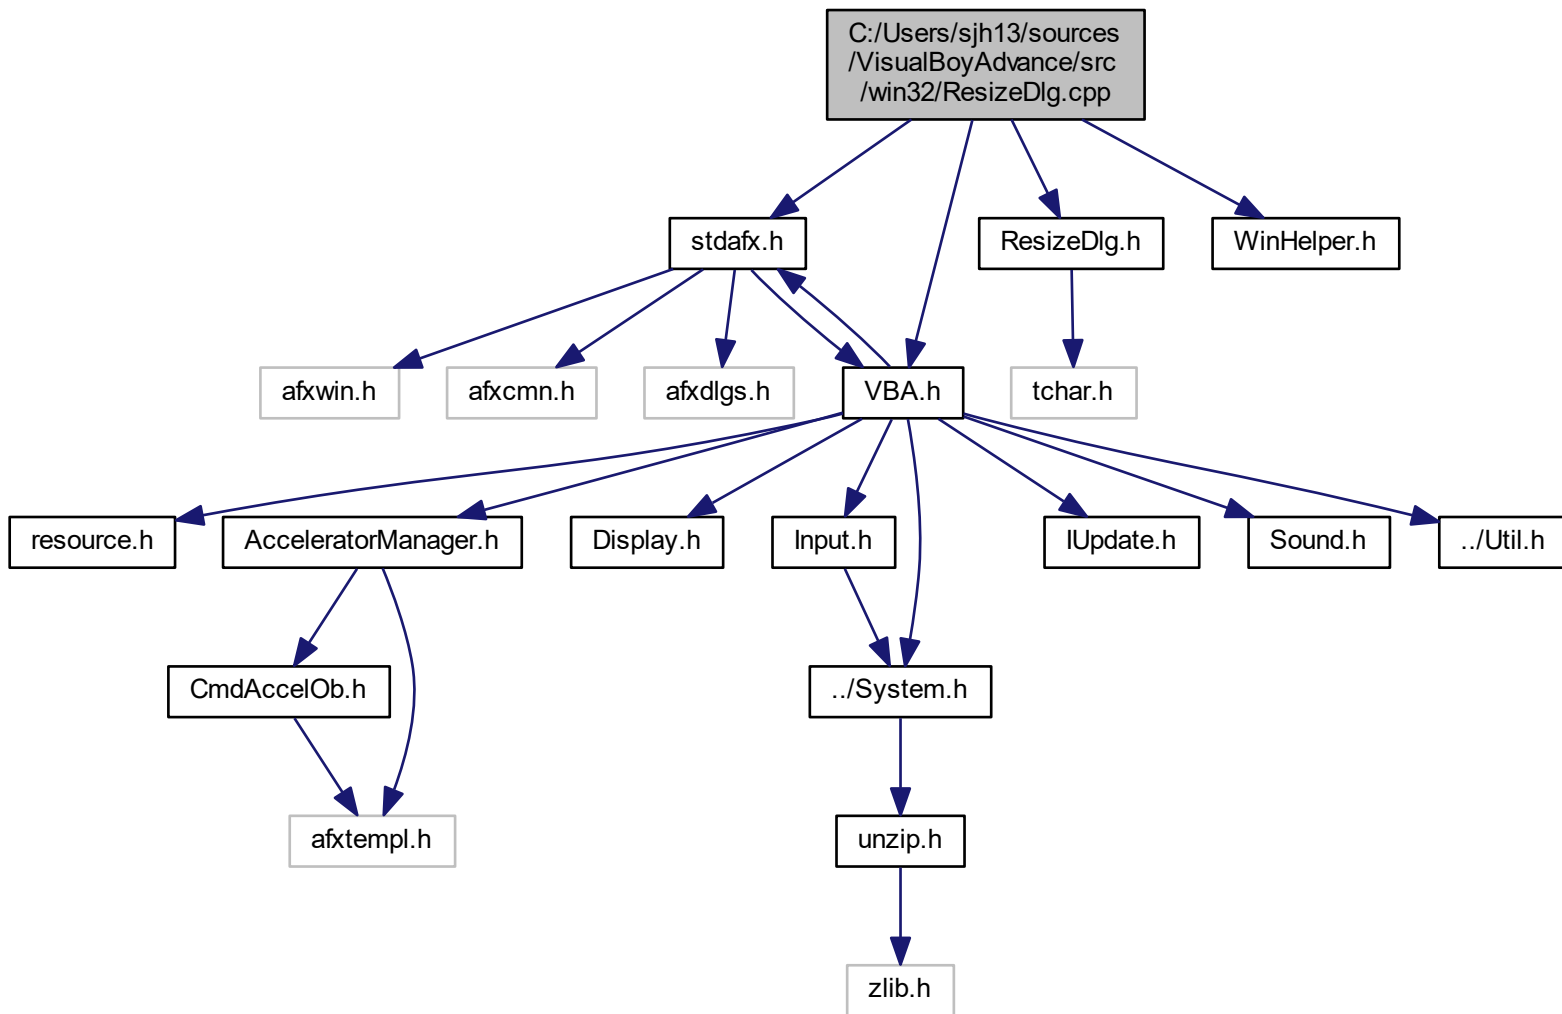 C:/Users/sjh13/sources
/VisualBoyAdvance/src
/win32/ResizeDlg.cpp
stdafx.h
ResizeDlg.h
WinHelper.h
afxwin.h
afxcmn.h
afxdlgs.h
VBA.h
tchar.h
resource.h
AcceleratorManager.h
Display.h
Input.h
IUpdate.h
Sound.h
../Util.h
CmdAccelOb.h
../System.h
afxtempl.h
unzip.h
zlib.h